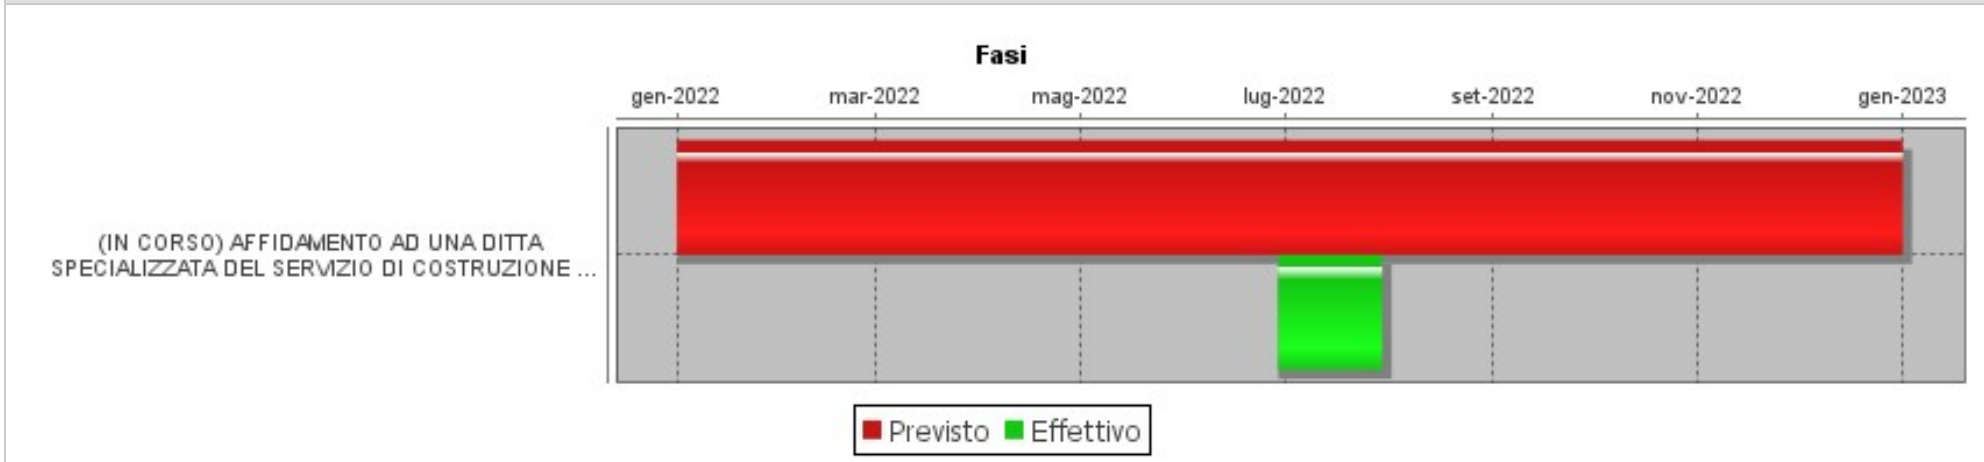 Fasi
gen-2022 mar-2022 mag-2022 lug-2022 set-2022 nov-2022 gen-2023
(IN CORSO) AFFIDAMENTO AD UNA DITTA
SPECIALIZZATA DEL SERVIZIO DI COSTRUZIONE ...
Previsto Effettivo